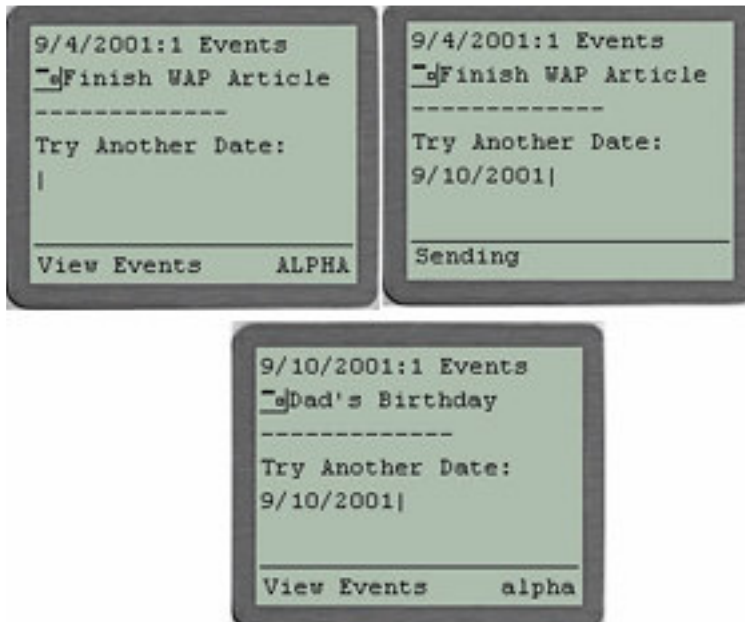 9/4/2001:1 Events
Finish WAP Article
-------------
Try Another Date:
View Events ALPHA
9/4/2001:1 Events
Finish WAP Article
-------------
Try Another Date:
9/10/2001
Sending
9/10/2001:1 Events
Dad's Birthday
-------------
Try Another Date:
9/10/2001
View Events alpha